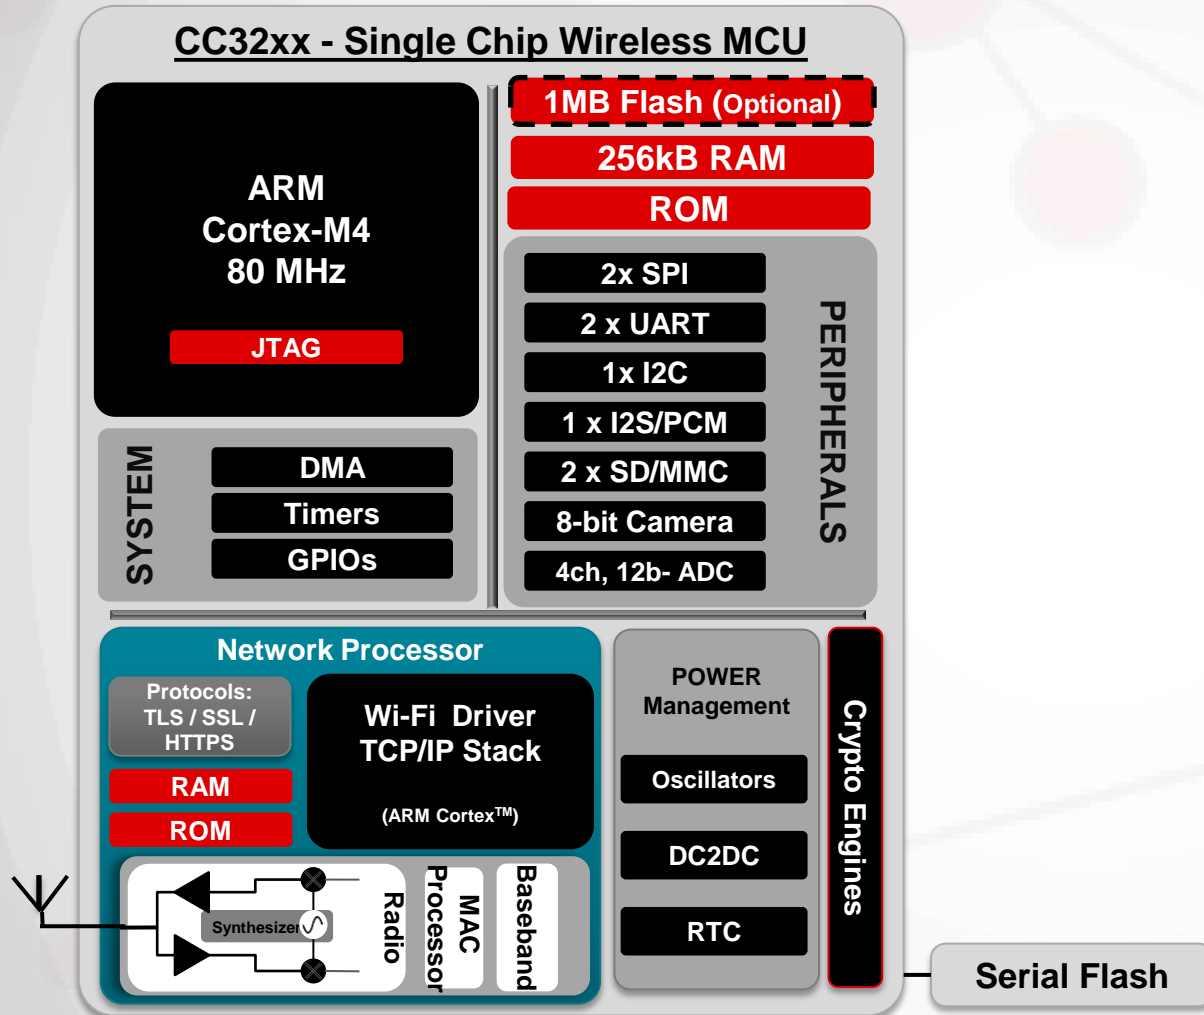 CC32xx - Single Chip Wireless MCU
ARM
Cortex-M4
80 MHz
JTAG
1MB Flash (Optional)
256kB RAM
ROM
2x SPI
2 x UART
1x I2C
1 x I2S/PCM
2 x SD/MMC
8-bit Camera
4ch, 12b- ADC
PERIPHERALS
SYSTEM
DMA
Timers
GPIOs
Network Processor
Protocols:
TLS / SSL /
HTTPS
RAM
ROM
Wi-Fi Driver
TCP/IP Stack
(ARM Cortex™)
Synthesizer
Radio
MAC
Processor
Baseband
POWER
Management
Oscillators
DC2DC
RTC
Crypto Engines
Serial Flash